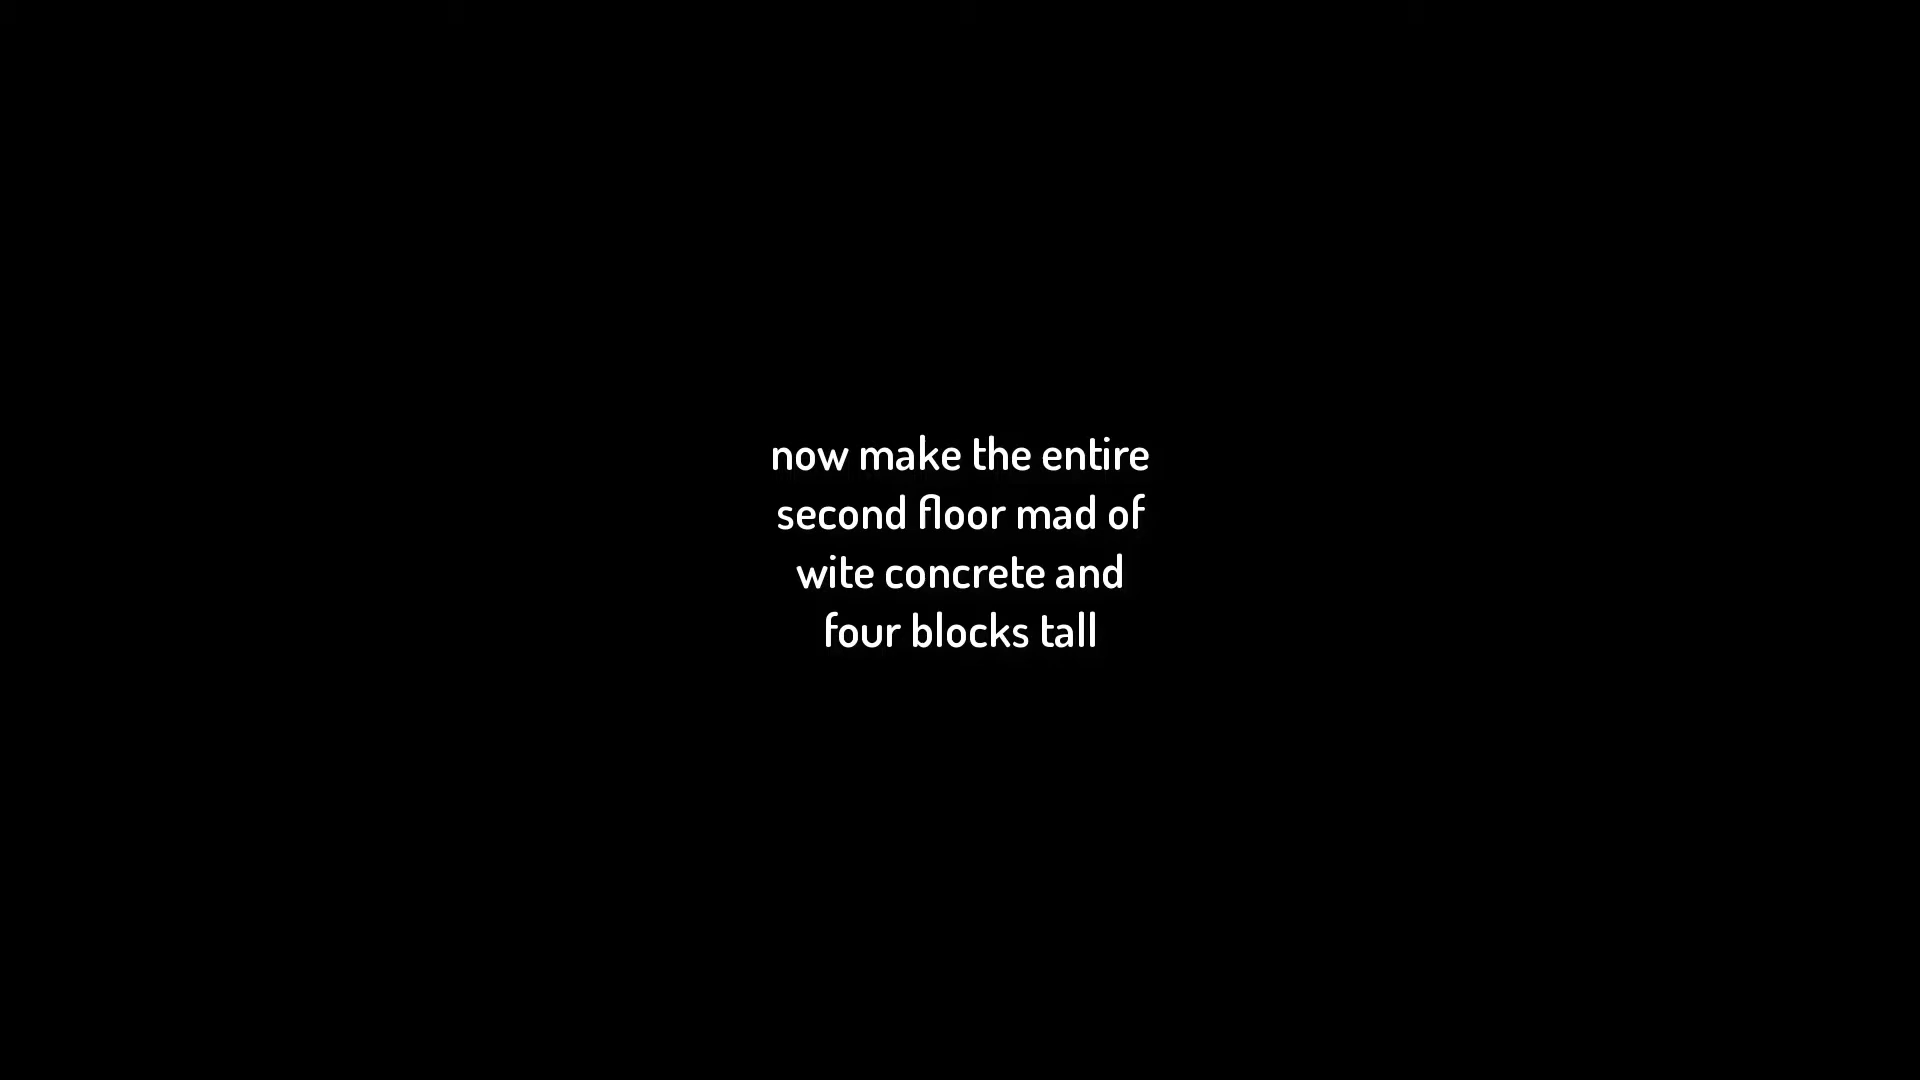 now make the entire
second floor mad of
wite concrete and
four blocks tall